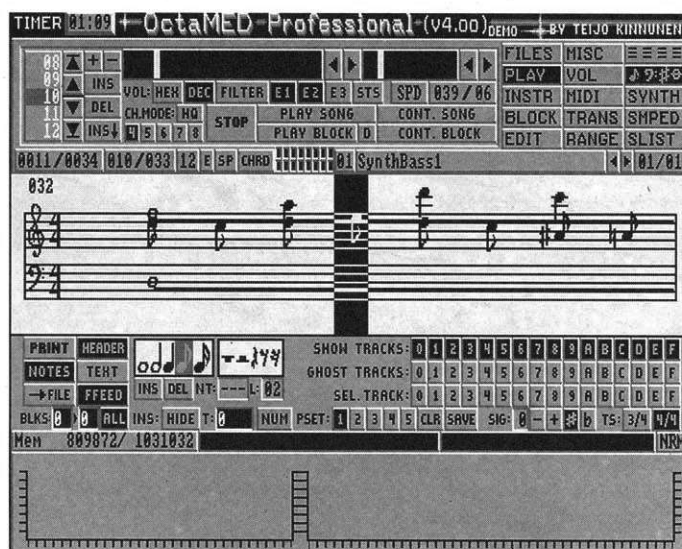 TIMER 01:09 OctaMED Professional (V4.00) DEMO BY TEIJO KINNUNEN
08 + - FILES MISC
09 INS VOL: HEX DEC FILTER E1 E2 E3 STS SPD 039/06 PLAY VOL
10 CH.MODE: HQ STOP PLAY SONG CONT. SONG INSTR MIDI SYNTH
11 DEL 4 5 6 7 8 PLAY BLOCK D CONT. BLOCK BLOCK TRANS SMPED
12 INS↓ EDIT RANGE SLIST
0011/0034 010/033 12 E SP CHRD 01 SynthBass1 01/01
032
4 4
4 4
PRINT HEADER SHOW TRACKS: 0 1 2 3 4 5 6 7 8 9 A B C D E F
NOTES TEXT GHOST TRACKS: 0 1 2 3 4 5 6 7 8 9 A B C D E F
→FILE FFEED INS DEL NT: --- L: 02 SEL.TRACK: 0 1 2 3 4 5 6 7 8 9 A B C D E F
BLKS: 0 0 ALL INS: HIDE T: 0 NUM PSET: 1 2 3 4 5 CLR SAVE SIG: 0 - + # b TS: 3/4 4/4
Mem 809872/ 1031032 NRM